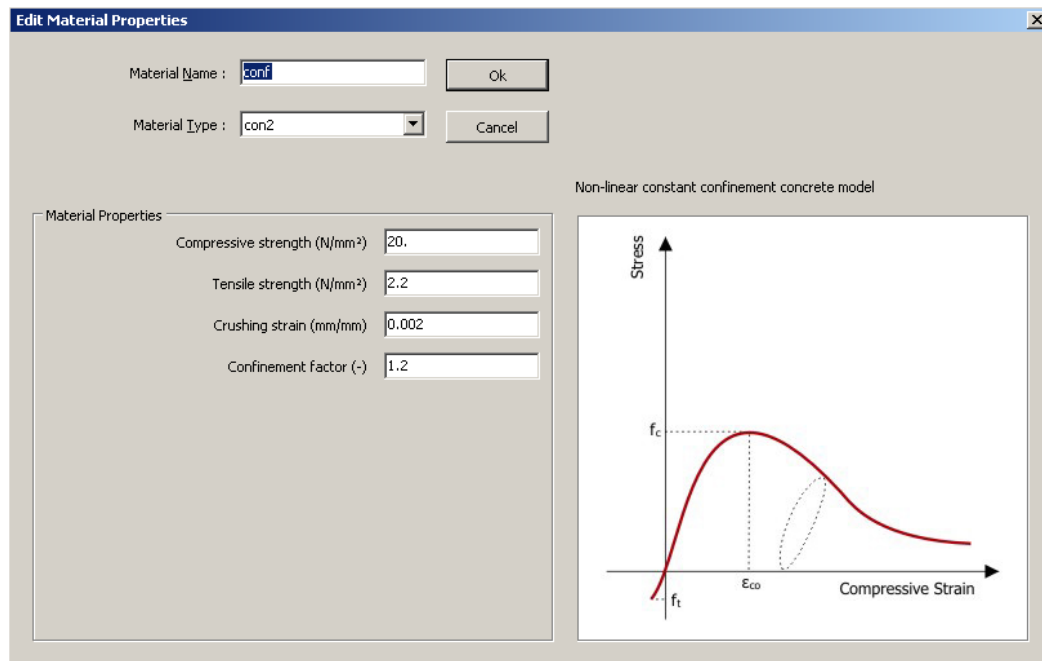 Edit Material Properties
Material Name :
conf
Ok
Material Type :
con2
Cancel
Non-linear constant confinement concrete model
Material Properties
Compressive strength (N/mm²)
20.
Tensile strength (N/mm²)
2.2
Crushing strain (mm/mm)
0.002
Confinement factor (-)
1.2
Stress
fc
εco
Compressive Strain
ft